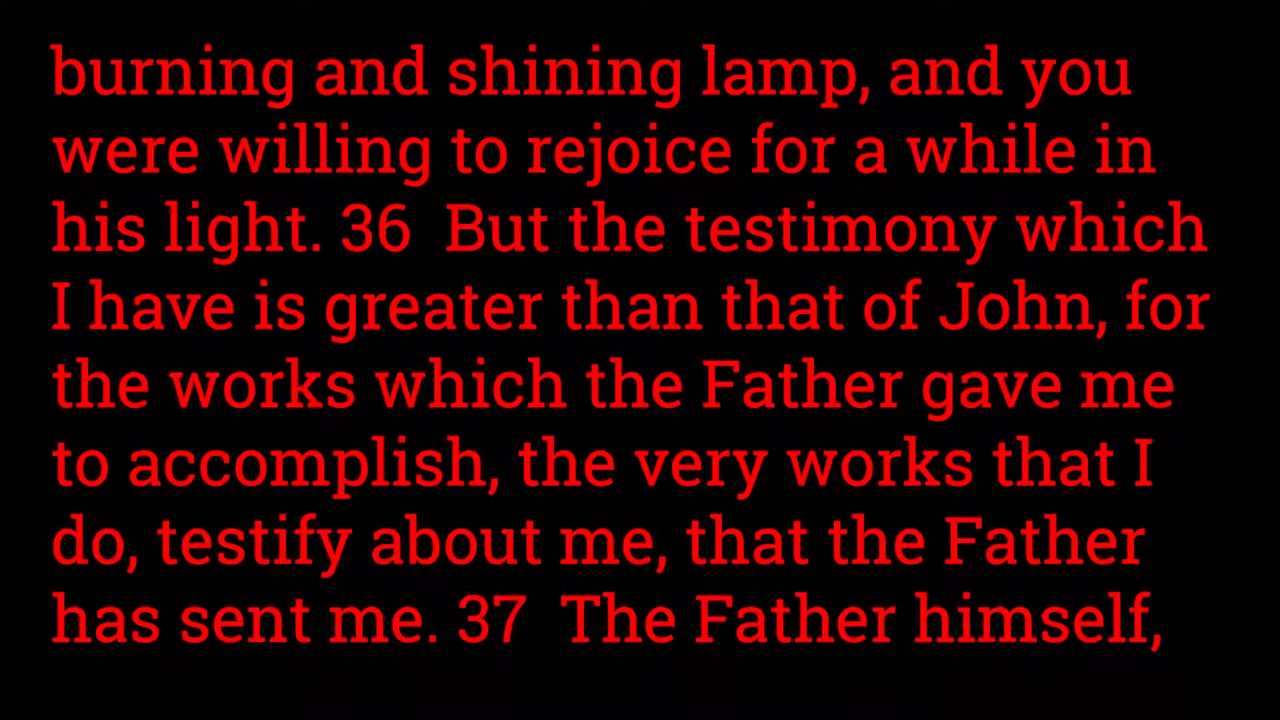 burning and shining lamp, and you
were willing to rejoice for a while in
his light. 36  But the testimony which
I have is greater than that of John, for
the works which the Father gave me
to accomplish, the very works that I
do, testify about me, that the Father
has sent me. 37  The Father himself,